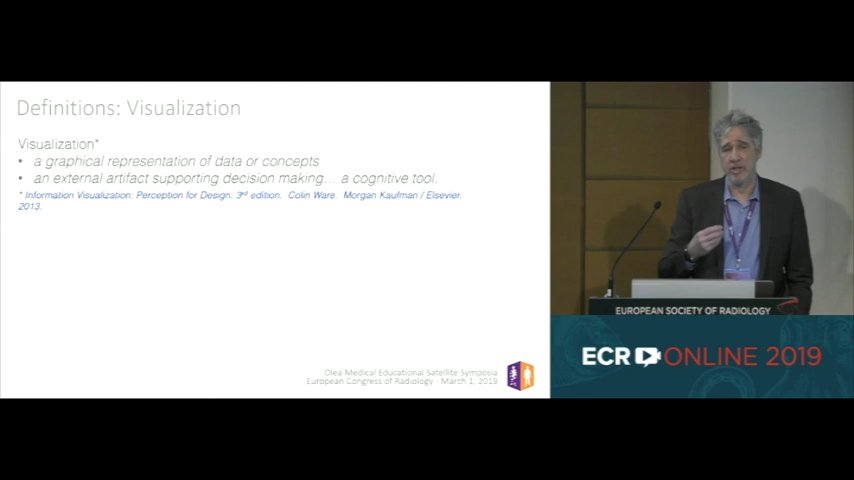 Definitions: Visualization
Visualization*
• a graphical representation of data or concepts
• an external artifact supporting decision making… a cognitive tool.
* Information Visualization: Perception for Design, 3rd edition. Colin Ware. Morgan Kaufman / Elsevier.
2013.
Olea Medical Educational Satellite Symposia
European Congress of Radiology - March 1, 2019
EUROPEAN SOCIETY OF RADIOLOGY
ECR ONLINE 2019